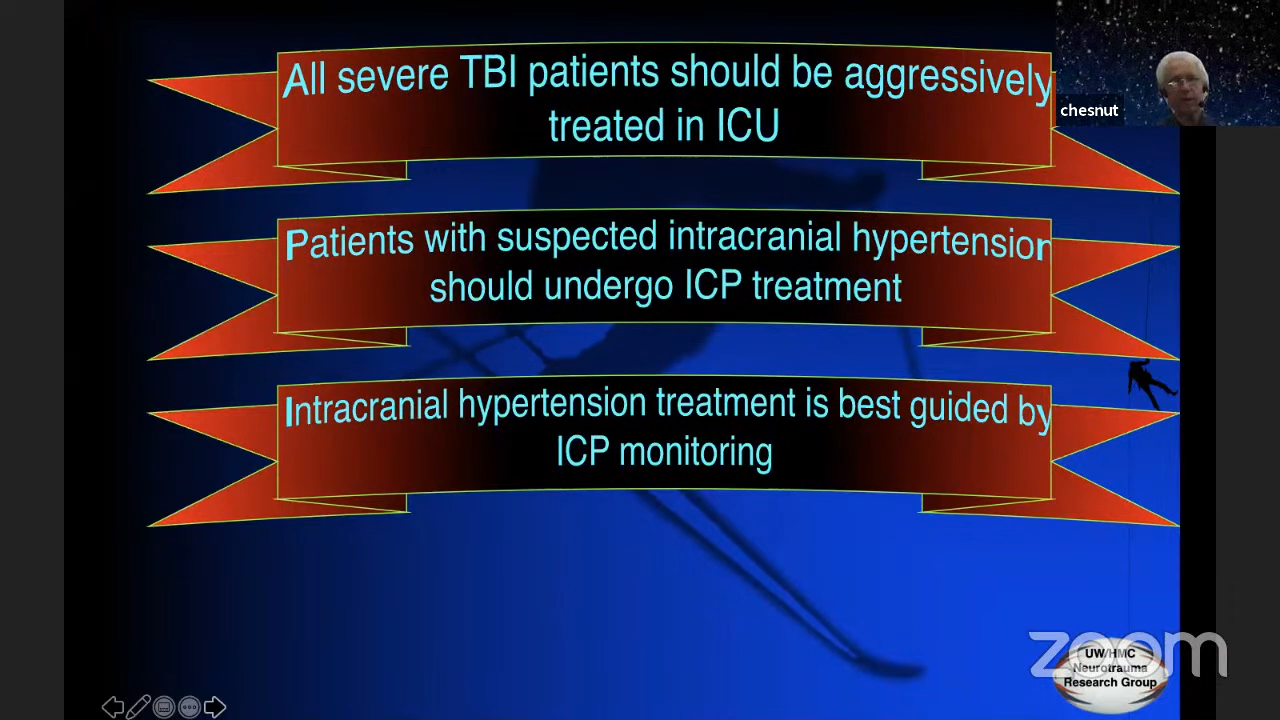 All severe TBI patients should be aggressively
treated in ICU
chesnut
Patients with suspected intracranial hypertension
should undergo ICP treatment
Intracranial hypertension treatment is best guided by
ICP monitoring
zoom
UW/HMC
Neurotrauma
Research Group